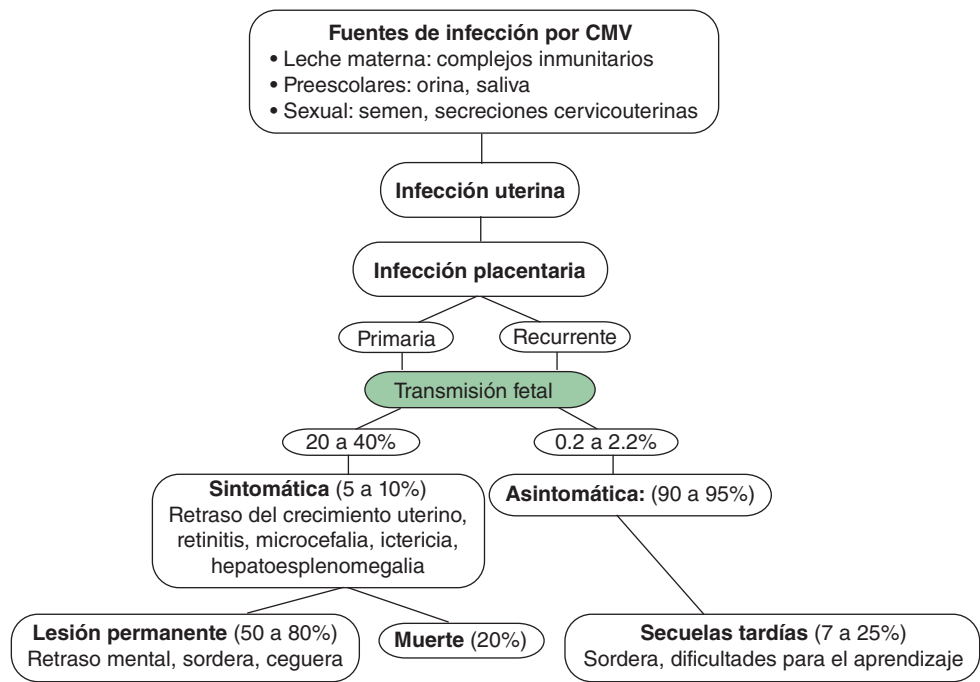 Fuentes de infección por CMV
• Leche materna: complejos inmunitarios
• Preescolares: orina, saliva
• Sexual: semen, secreciones cervicouterinas
Infección uterina
Infección placentaria
Primaria
Recurrente
Transmisión fetal
20 a 40%
0.2 a 2.2%
Sintomática (5 a 10%)
Retraso del crecimiento uterino,
retinitis, microcefalia, ictericia,
hepatoesplenomegalia
Asintomática: (90 a 95%)
Lesión permanente (50 a 80%)
Retraso mental, sordera, ceguera
Muerte (20%)
Secuelas tardías (7 a 25%)
Sordera, dificultades para el aprendizaje